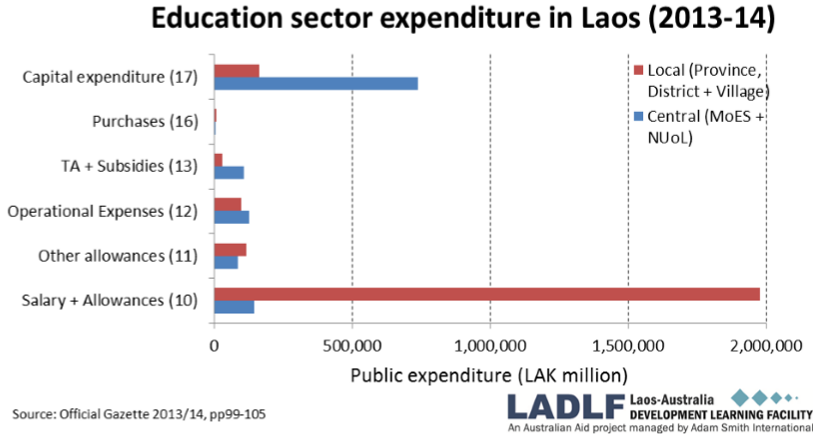 Education sector expenditure in Laos (2013-14)
Capital expenditure (17)
Purchases (16)
TA + Subsidies (13)
Operational Expenses (12)
Other allowances (11)
Salary + Allowances (10)
Local (Province,
District + Village)
Central (MoES +
NUoL)
0 500,000 1,000,000 1,500,000 2,000,000
Public expenditure (LAK million)
Source: Official Gazette 2013/14, pp99-105
LADLF Laos-Australia
DEVELOPMENT LEARNING FACILITY
An Australian Aid project managed by Adam Smith International